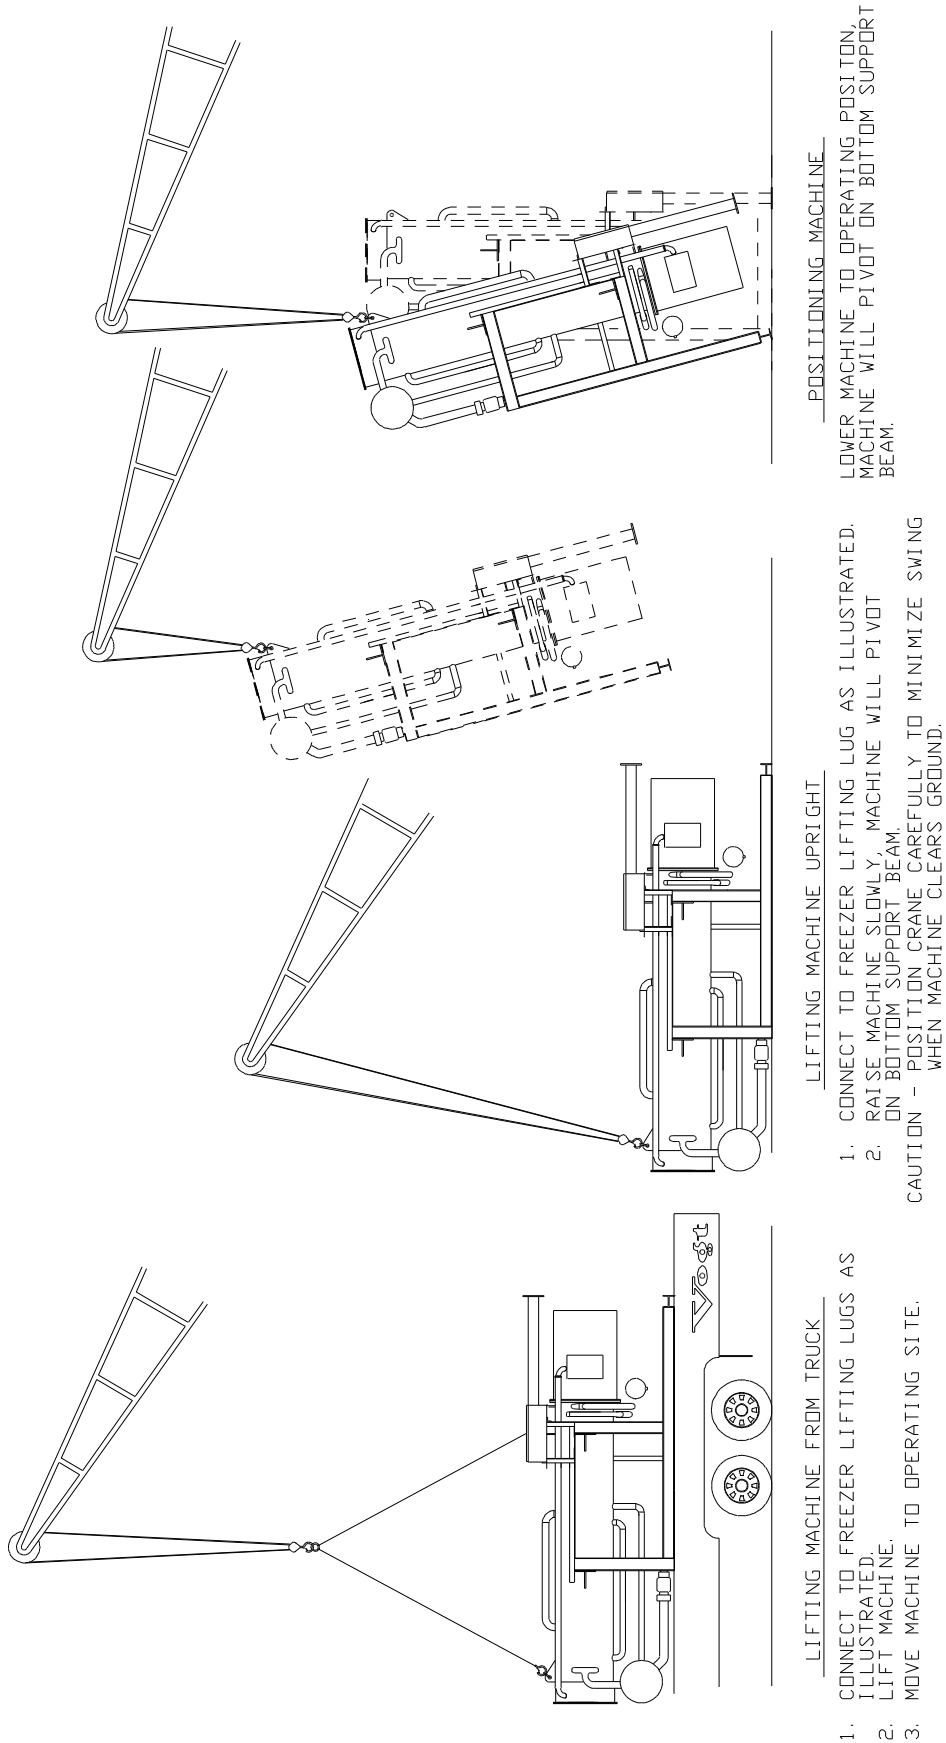 Vogt
LIFTING MACHINE FROM TRUCK
1. CONNECT TO FREEZER LIFTING LUGS AS
ILLUSTRATED.
2. LIFT MACHINE.
3. MOVE MACHINE TO OPERATING SITE.
LIFTING MACHINE UPRIGHT
1. CONNECT TO FREEZER LIFTING LUG AS ILLUSTRATED.
2. RAISE MACHINE SLOWLY, MACHINE WILL PIVOT
ON BOTTOM SUPPORT BEAM.
CAUTION - POSITION CRANE CAREFULLY TO MINIMIZE SWING
WHEN MACHINE CLEARS GROUND.
POSITIONING MACHINE
LOWER MACHINE TO OPERATING POSITON,
MACHINE WILL PIVOT ON BOTTOM SUPPORT
BEAM.